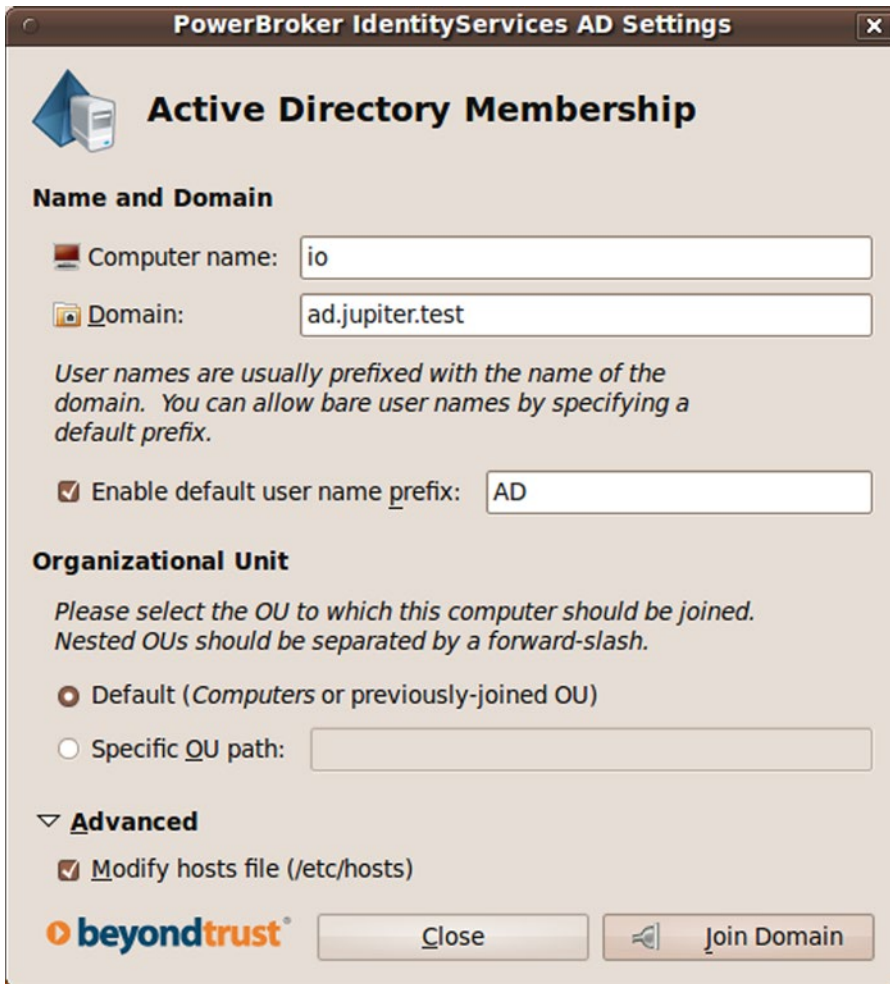 PowerBroker IdentityServices AD Settings
Active Directory Membership
Name and Domain
Computer name: io
Domain: ad.jupiter.test
User names are usually prefixed with the name of the
domain. You can allow bare user names by specifying a
default prefix.
Enable default user name prefix: AD
Organizational Unit
Please select the OU to which this computer should be joined.
Nested OUs should be separated by a forward-slash.
Default (Computers or previously-joined OU)
Specific OU path:
Advanced
Modify hosts file (/etc/hosts)
beyondtrust® Close Join Domain